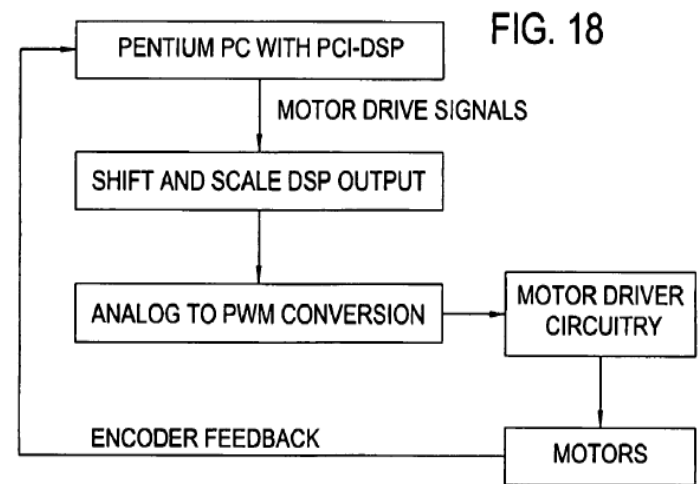 FIG. 18
PENTIUM PC WITH PCI-DSP
MOTOR DRIVE SIGNALS
SHIFT AND SCALE DSP OUTPUT
ANALOG TO PWM CONVERSION
MOTOR DRIVER
CIRCUITRY
ENCODER FEEDBACK
MOTORS